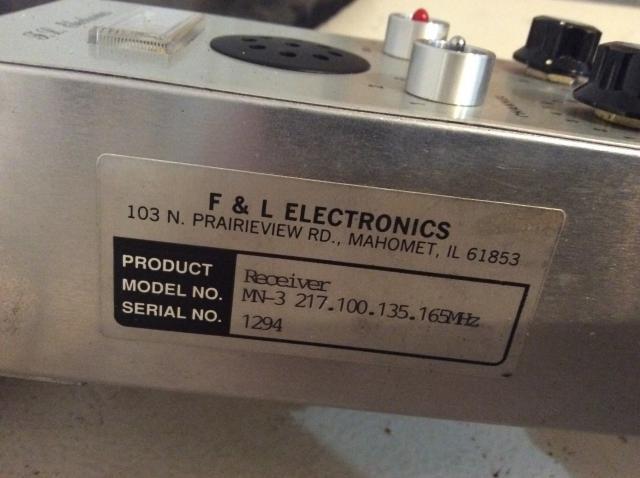 F & L ELECTRONICS
103 N. PRAIRIEVIEW RD., MAHOMET, IL 61853
PRODUCT Receiver
MODEL NO. MN-3 217.100.135.165MHz
SERIAL NO. 1294